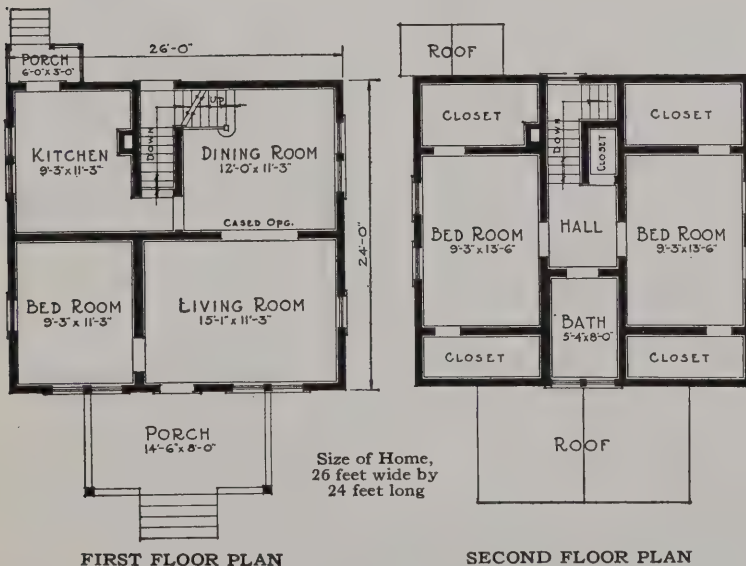 PORCH
6'-0" x 3'-0"
26'-0"
KITCHEN
9'-3" x 11'-3"
DOWN
UP
DINING ROOM
12'-0" x 11'-3"
CASED OPG.
24'-0"
BED ROOM
9'-3" x 11'-3"
LIVING ROOM
15'-1" x 11'-3"
PORCH
14'-6" x 8'-0"
Size of Home,
26 feet wide by
24 feet long
FIRST FLOOR PLAN
ROOF
CLOSET
DOWN
CLOSET
CLOSET
BED ROOM
9'-3" x 13'-6"
HALL
BED ROOM
9'-3" x 13'-6"
BATH
5'-4" x 8'-0"
CLOSET
CLOSET
ROOF
SECOND FLOOR PLAN